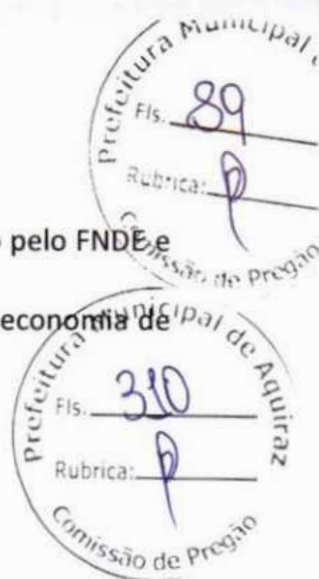 Prefeitura Municipal
Fls. 89
Rubrica:
Comissão de Pregão
pelo FNDE e
economia de
Prefeitura Municipal de Aquiraz
Fls. 310
Rubrica:
Comissão de Pregão